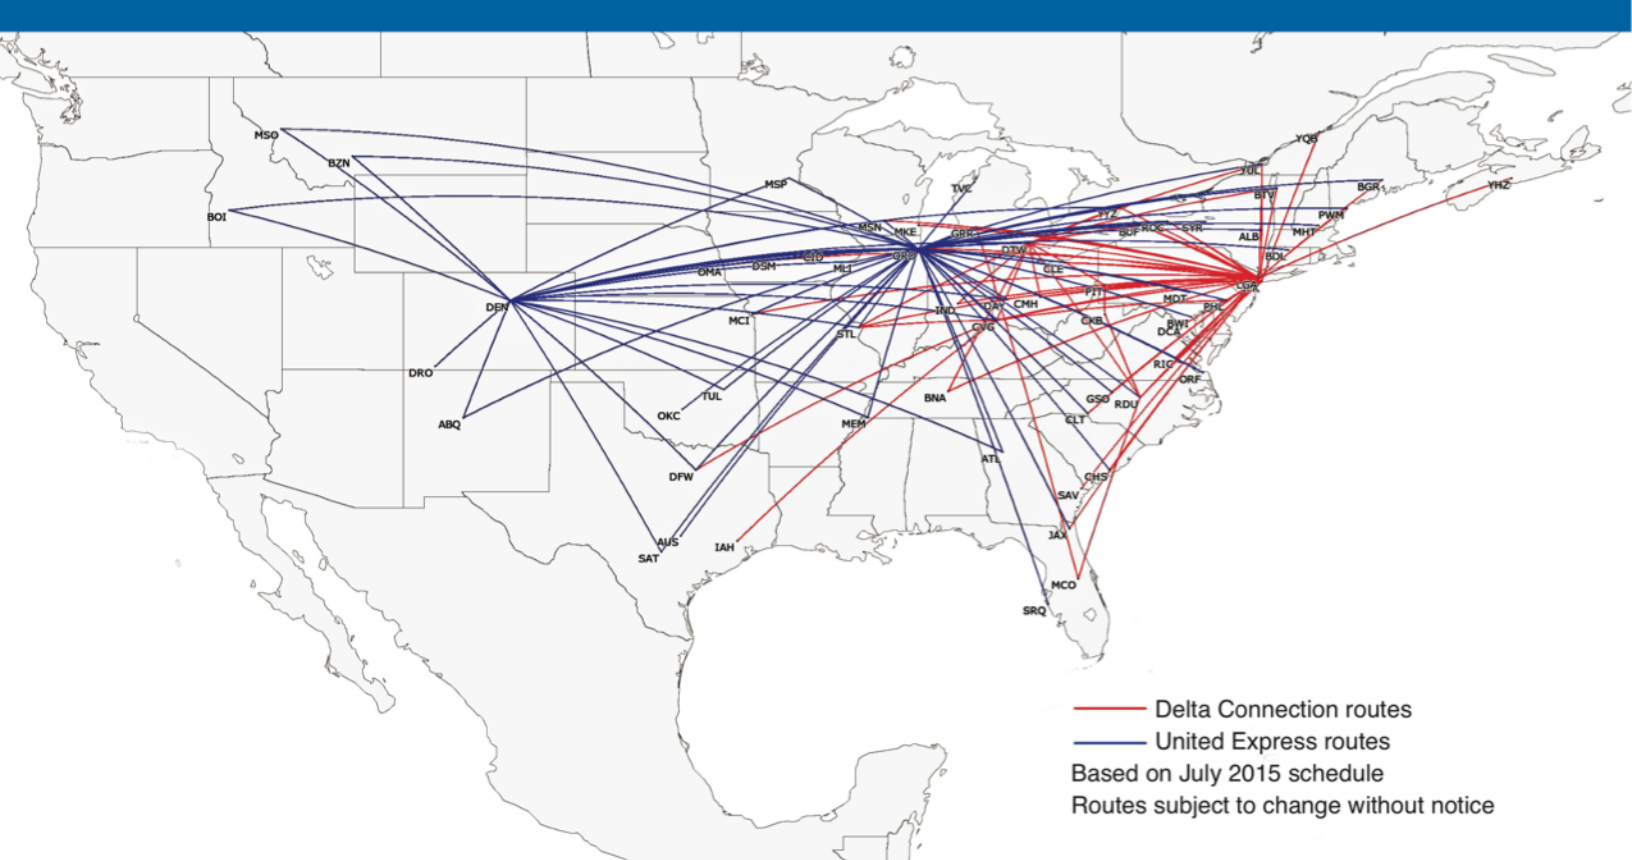 YQB
MSO
BZN
YUL
MSP
TVC
BGR
YHZ
BTV
BOI
YYZ
PWM
MSN
MKE
GRR
BUF
ROC
SYR
ALB
MHT
DTW
ORD
CID
BDL
DSM
MLI
OMA
CLE
LGA
PIT
MDT
DEN
DAY
CMH
PHL
IND
MCI
CKB
BWI
CVG
DCA
STL
RIC
DRO
ORF
TUL
BNA
GSO
RDU
OKC
ABQ
MEM
CLT
ATL
DFW
CHS
SAV
JAX
AUS
IAH
SAT
MCO
SRQ
Delta Connection routes
United Express routes
Based on July 2015 schedule
Routes subject to change without notice